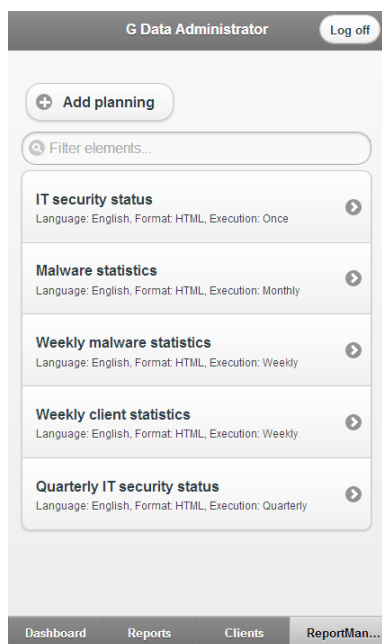 G Data Administrator
Log off
Add planning
Filter elements...
IT security status
Language: English, Format: HTML, Execution: Once
Malware statistics
Language: English, Format: HTML, Execution: Monthly
Weekly malware statistics
Language: English, Format: HTML, Execution: Weekly
Weekly client statistics
Language: English, Format: HTML, Execution: Weekly
Quarterly IT security status
Language: English, Format: HTML, Execution: Quarterly
Dashboard Reports Clients ReportMan...